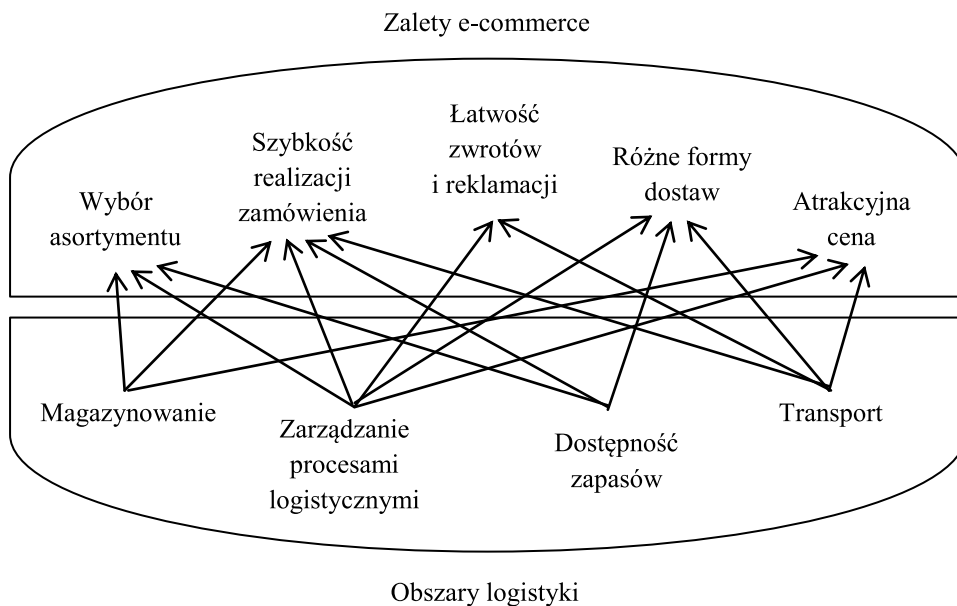 Zalety e-commerce
Łatwość
zwrotów
i reklamacji
Szybkość
realizacji
zamówienia
Różne formy
dostaw
Wybór
asortymentu
Atrakcyjna
cena
Magazynowanie
Zarządzanie
procesami
logistycznymi
Dostępność
zapasów
Transport
Obszary logistyki